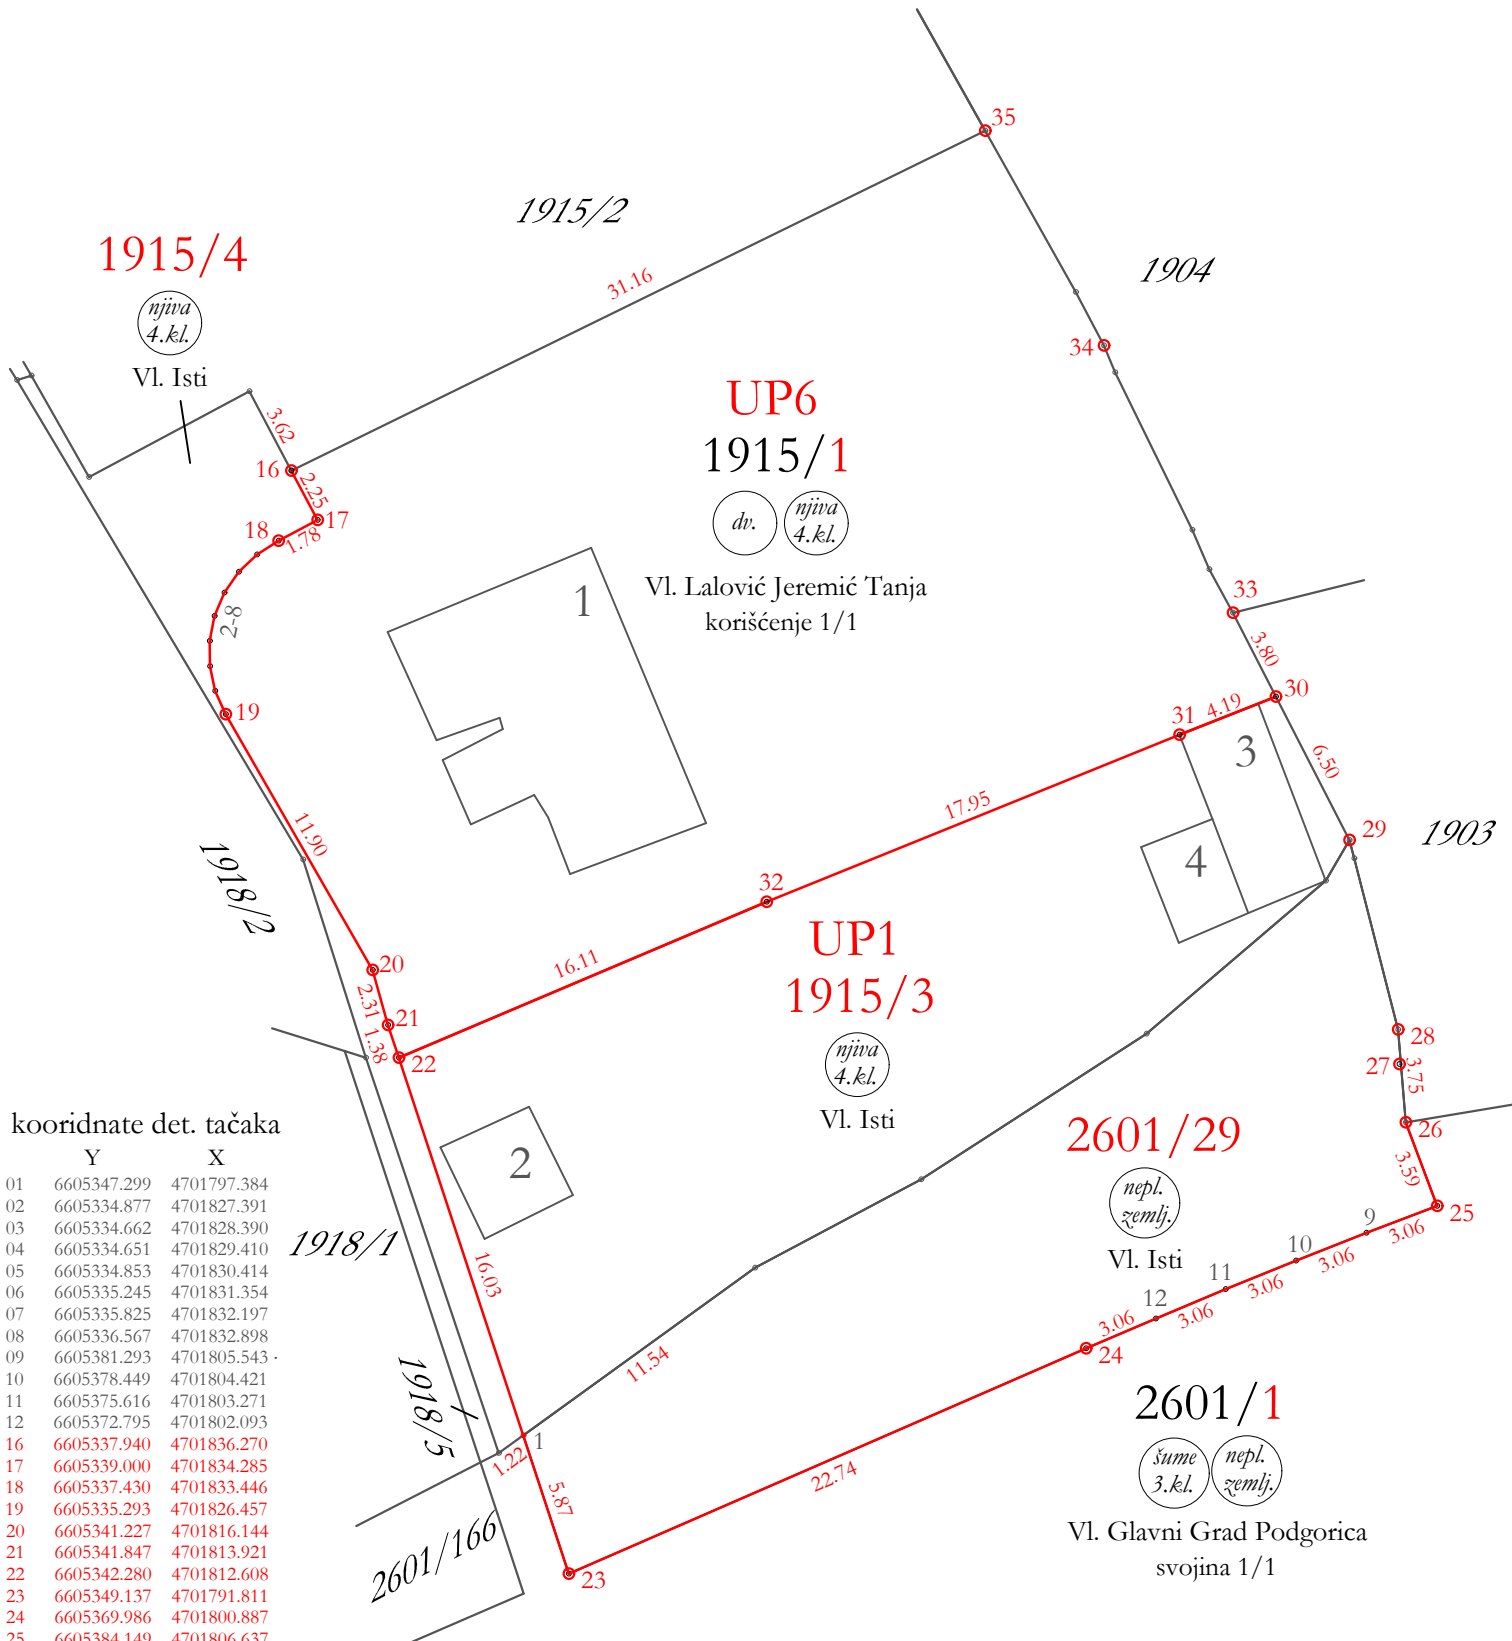 35
1915/2
1904
1915/4
njiva
4.kl.
Vl. Isti
31.16
3.62
34
UP6
1915/1
dv.
njiva
4.kl.
Vl. Lalović Jeremić Tanja
korišćenje 1/1
16
2.25
17
18
1.78
2-8
1
33
3.80
30
19
31
4.19
3
6.50
17.95
11.90
29
1903
1918/2
4
32
UP1
1915/3
16.11
20
2.31
21
1.38
22
njiva
4.kl.
Vl. Isti
28
27
3.75
26
2601/29
nepl.
zemlj.
Vl. Isti
3.59
25
9
3.06
10
3.06
11
3.06
12
3.06
3.06
24
2
1918/1
16.03
11.54
1918/5
1.22
1
5.87
22.74
23
2601/166
2601/1
šume
3.kl.
nepl.
zemlj.
Vl. Glavni Grad Podgorica
svojina 1/1
kooridnate det. tačaka
Y X
01 6605347.299 4701797.384
02 6605334.877 4701827.391
03 6605334.662 4701828.390
04 6605334.651 4701829.410
05 6605334.853 4701830.414
06 6605335.245 4701831.354
07 6605335.825 4701832.197
08 6605336.567 4701832.898
09 6605381.293 4701805.543
10 6605378.449 4701804.421
11 6605375.616 4701803.271
12 6605372.795 4701802.093
16 6605337.940 4701836.270
17 6605339.000 4701834.285
18 6605337.430 4701833.446
19 6605335.293 4701826.457
20 6605341.227 4701816.144
21 6605341.847 4701813.921
22 6605342.280 4701812.608
23 6605349.137 4701791.811
24 6605369.986 4701800.887
25 6605384.149 4701806.637